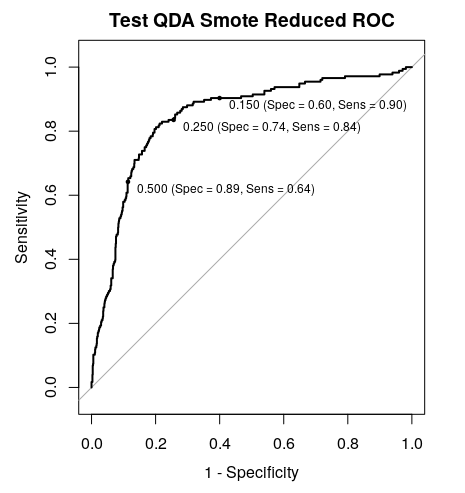 Test QDA Smote Reduced ROC
Sensitivity
1.0
0.8
0.6
0.4
0.2
0.0
0.150 (Spec = 0.60, Sens = 0.90)
0.250 (Spec = 0.74, Sens = 0.84)
0.500 (Spec = 0.89, Sens = 0.64)
0.0 0.2 0.4 0.6 0.8 1.0
1 - Specificity